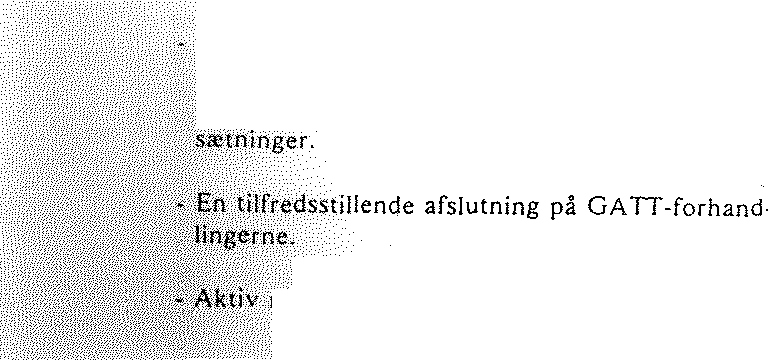 -
sætninger.
- En tilfredsstillende afslutning på GATT-forhand-
lingerne.
- Aktiv